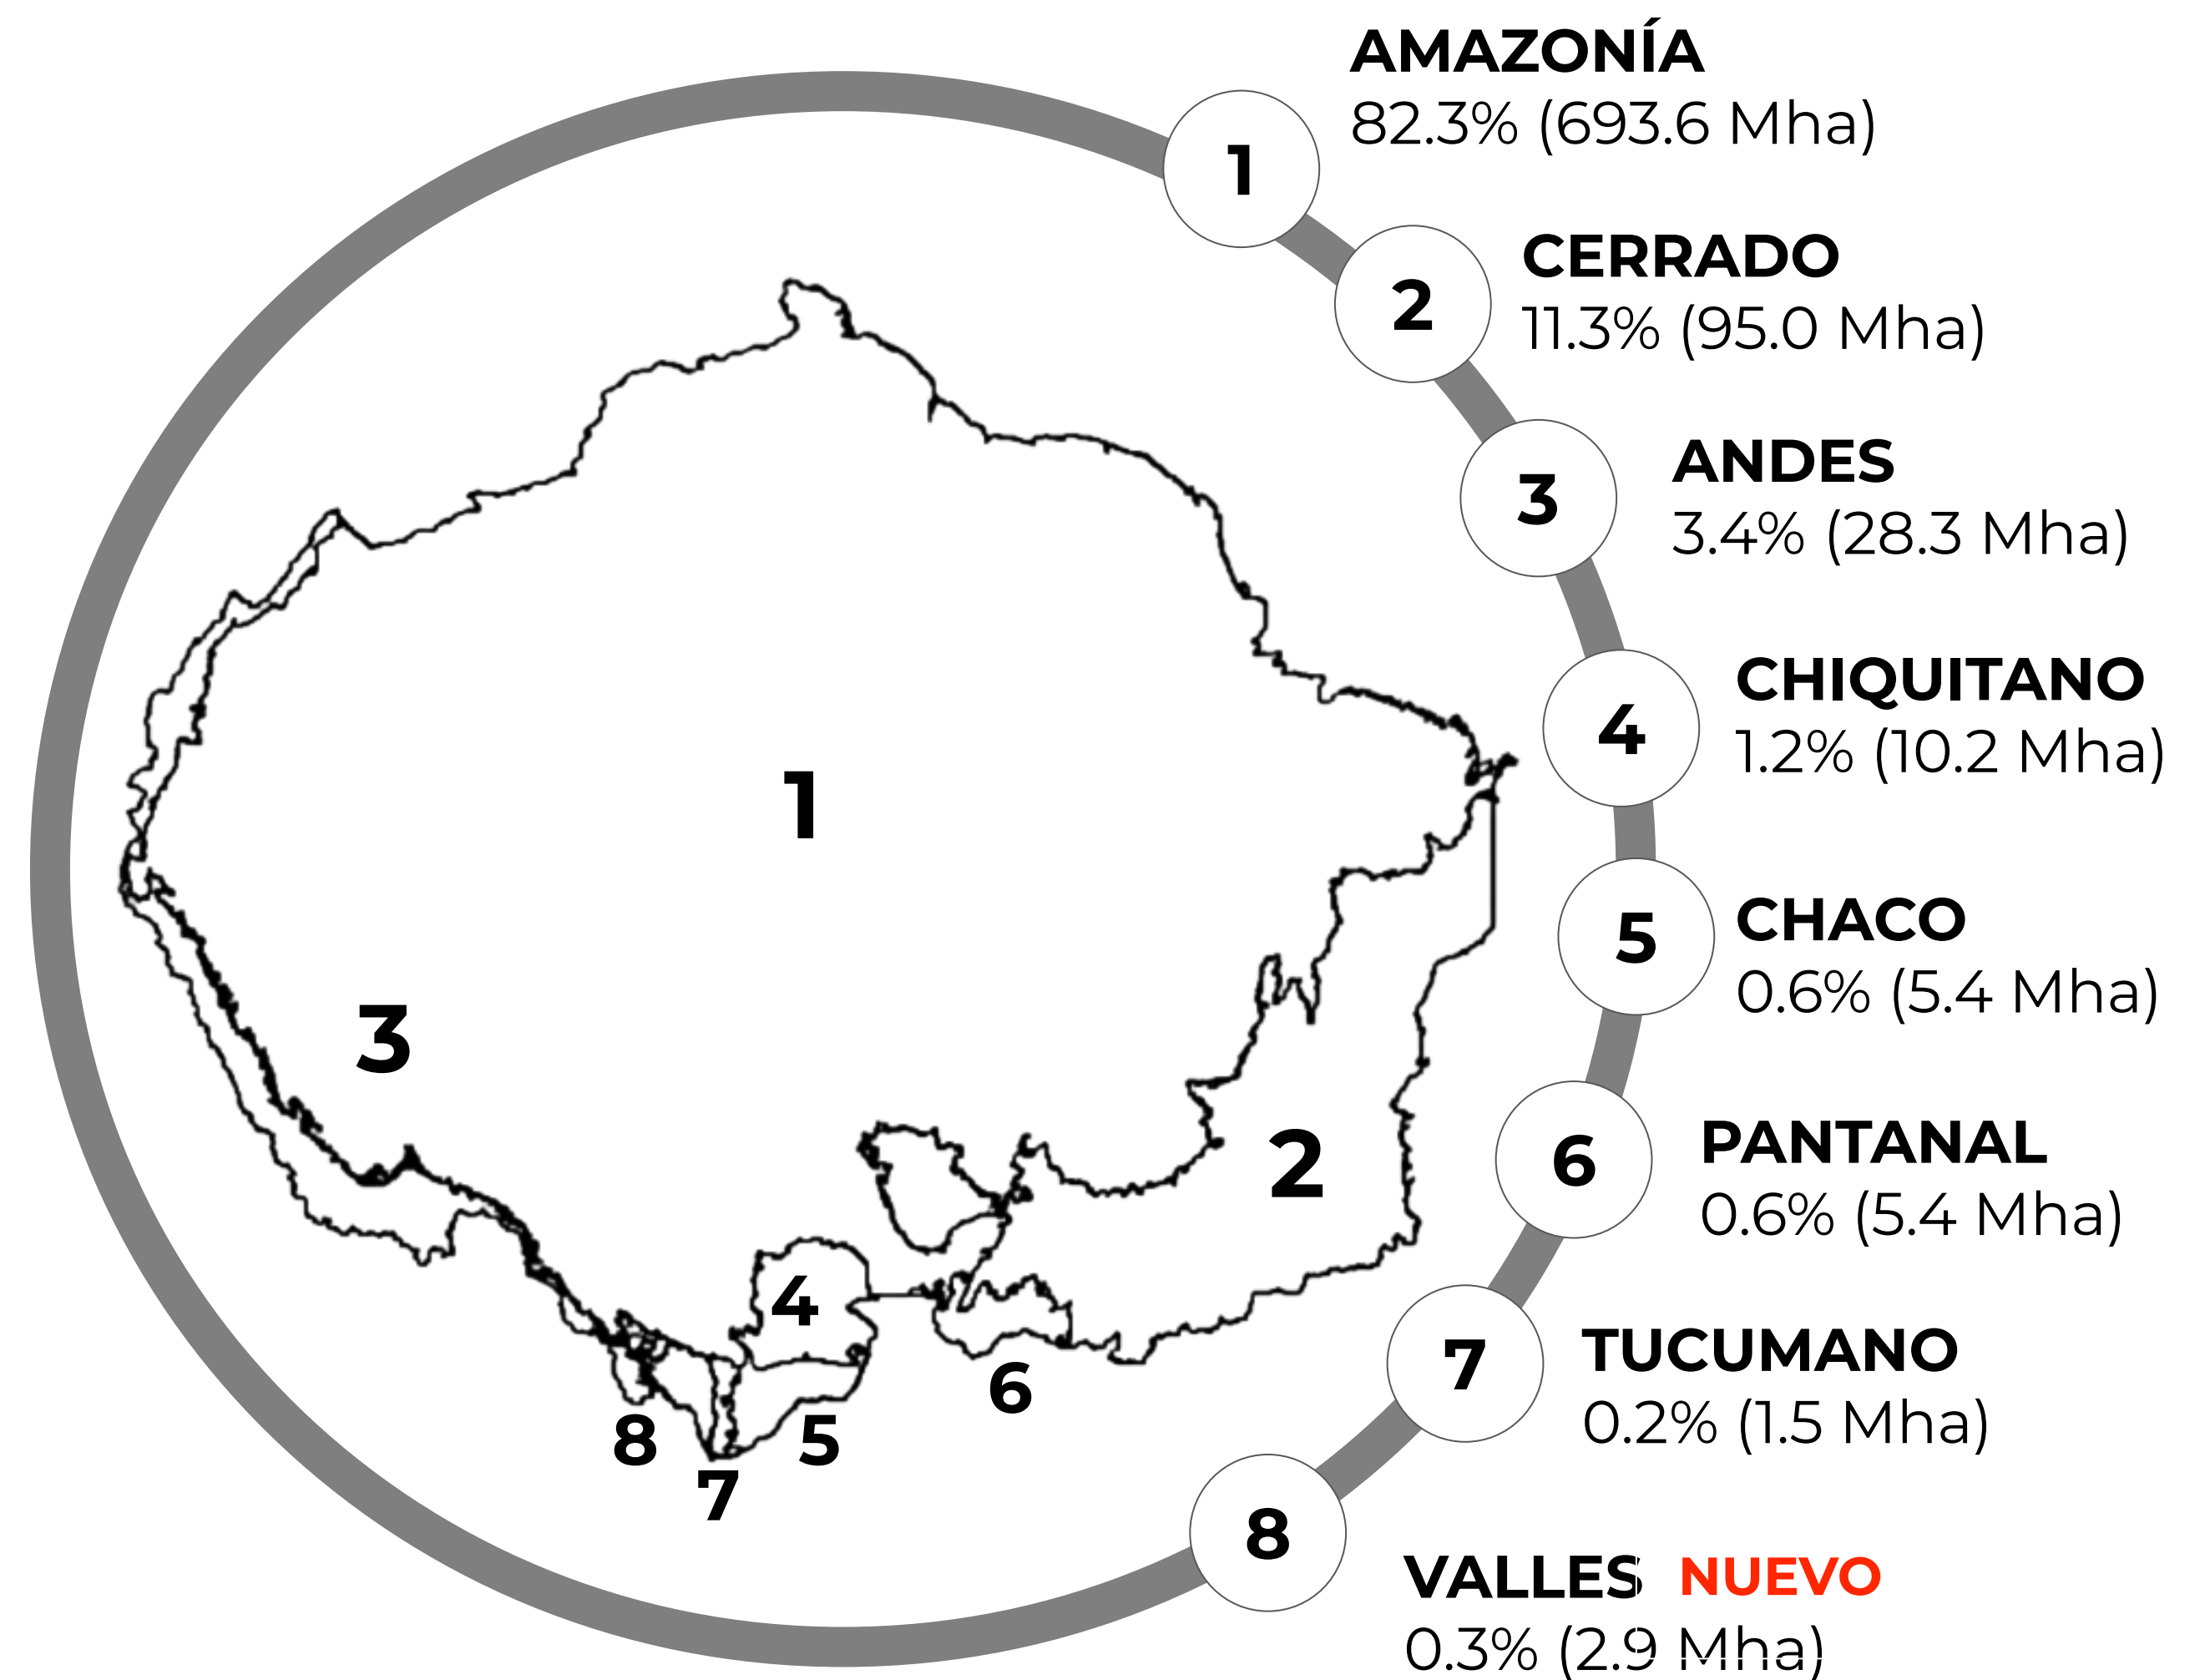 AMAZONÍA
82.3% (693.6 Mha)
1
CERRADO
11.3% (95.0 Mha)
2
ANDES
3.4% (28.3 Mha)
3
CHIQUITANO
1.2% (10.2 Mha)
4
CHACO
0.6% (5.4 Mha)
5
PANTANAL
0.6% (5.4 Mha)
6
TUCUMANO
0.2% (1.5 Mha)
7
VALLES NUEVO
0.3% (2.9 Mha)
8
1
3
2
4
6
8
5
7